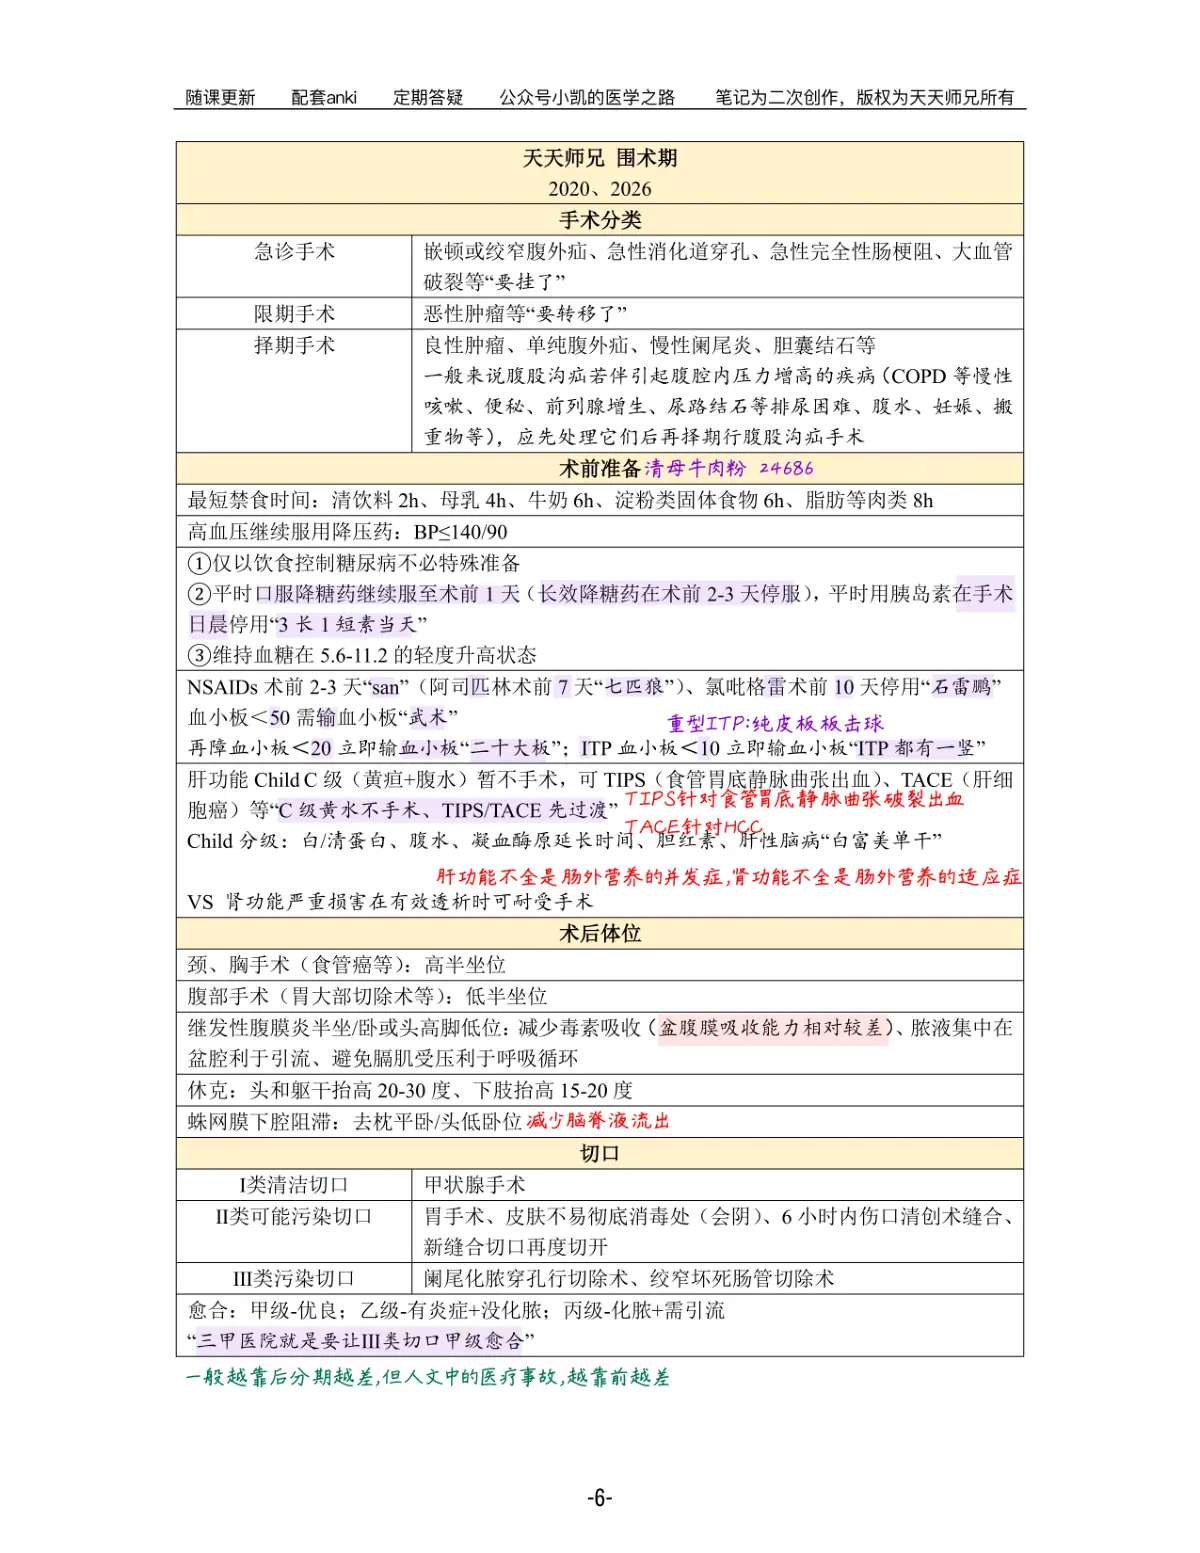 随课更新 配套anki 定期答疑 公众号小凯的医学之路 笔记为二次创作，版权为天天师兄所有
天天师兄 围术期
2020、2026
手术分类
急诊手术 嵌顿或绞窄腹外疝、急性消化道穿孔、急性完全性肠梗阻、大血管
破裂等“要挂了”
限期手术 恶性肿瘤等“要转移了”
择期手术 良性肿瘤、单纯腹外疝、慢性阑尾炎、胆囊结石等
一般来说腹股沟疝若伴引起腹腔内压力增高的疾病（COPD 等慢性
咳嗽、便秘、前列腺增生、尿路结石等排尿困难、腹水、妊娠、搬
重物等），应先处理它们后再择期行腹股沟疝手术
术前准备 清母牛肉粉 24686
最短禁食时间：清饮料 2h、母乳 4h、牛奶 6h、淀粉类固体食物 6h、脂肪等肉类 8h
高血压继续服用降压药：BP≤140/90
①仅以饮食控制糖尿病不必特殊准备
②平时口服降糖药继续服至术前 1 天（长效降糖药在术前 2-3 天停服），平时用胰岛素在手术
日晨停用“3 长 1 短素当天”
③维持血糖在 5.6-11.2 的轻度升高状态
NSAIDs 术前 2-3 天“san”（阿司匹林术前 7 天“七匹狼”）、氯吡格雷术前 10 天停用“石雷鹏”
血小板＜50 需输血小板“武术”
重型ITP:纯皮板板击球
再障血小板＜20 立即输血小板“二十大板”；ITP 血小板＜10 立即输血小板“ITP 都有一竖”
肝功能 Child C 级（黄疸+腹水）暂不手术，可 TIPS（食管胃底静脉曲张出血）、TACE（肝细
胞癌）等“C 级黄水不手术、TIPS/TACE 先过渡”
TIPS针对食管胃底静脉曲张破裂出血
TACE针对HCC
Child 分级：白/清蛋白、腹水、凝血酶原延长时间、胆红素、肝性脑病“白富美单干”
肝功能不全是肠外营养的并发症,肾功能不全是肠外营养的适应症
VS 肾功能严重损害在有效透析时可耐受手术
术后体位
颈、胸手术（食管癌等）：高半坐位
腹部手术（胃大部切除术等）：低半坐位
继发性腹膜炎半坐/卧或头高脚低位：减少毒素吸收（盆腹膜吸收能力相对较差）、脓液集中在
盆腔利于引流、避免膈肌受压利于呼吸循环
休克：头和躯干抬高 20-30 度、下肢抬高 15-20 度
蛛网膜下腔阻滞：去枕平卧/头低卧位 减少脑脊液流出
切口
I类清洁切口 甲状腺手术
II类可能污染切口 胃手术、皮肤不易彻底消毒处（会阴）、6 小时内伤口清创术缝合、
新缝合切口再度切开
III类污染切口 阑尾化脓穿孔行切除术、绞窄坏死肠管切除术
愈合：甲级-优良；乙级-有炎症+没化脓；丙级-化脓+需引流
“三甲医院就是要让III类切口甲级愈合”
一般越靠后分期越差,但人文中的医疗事故,越靠前越差
-6-